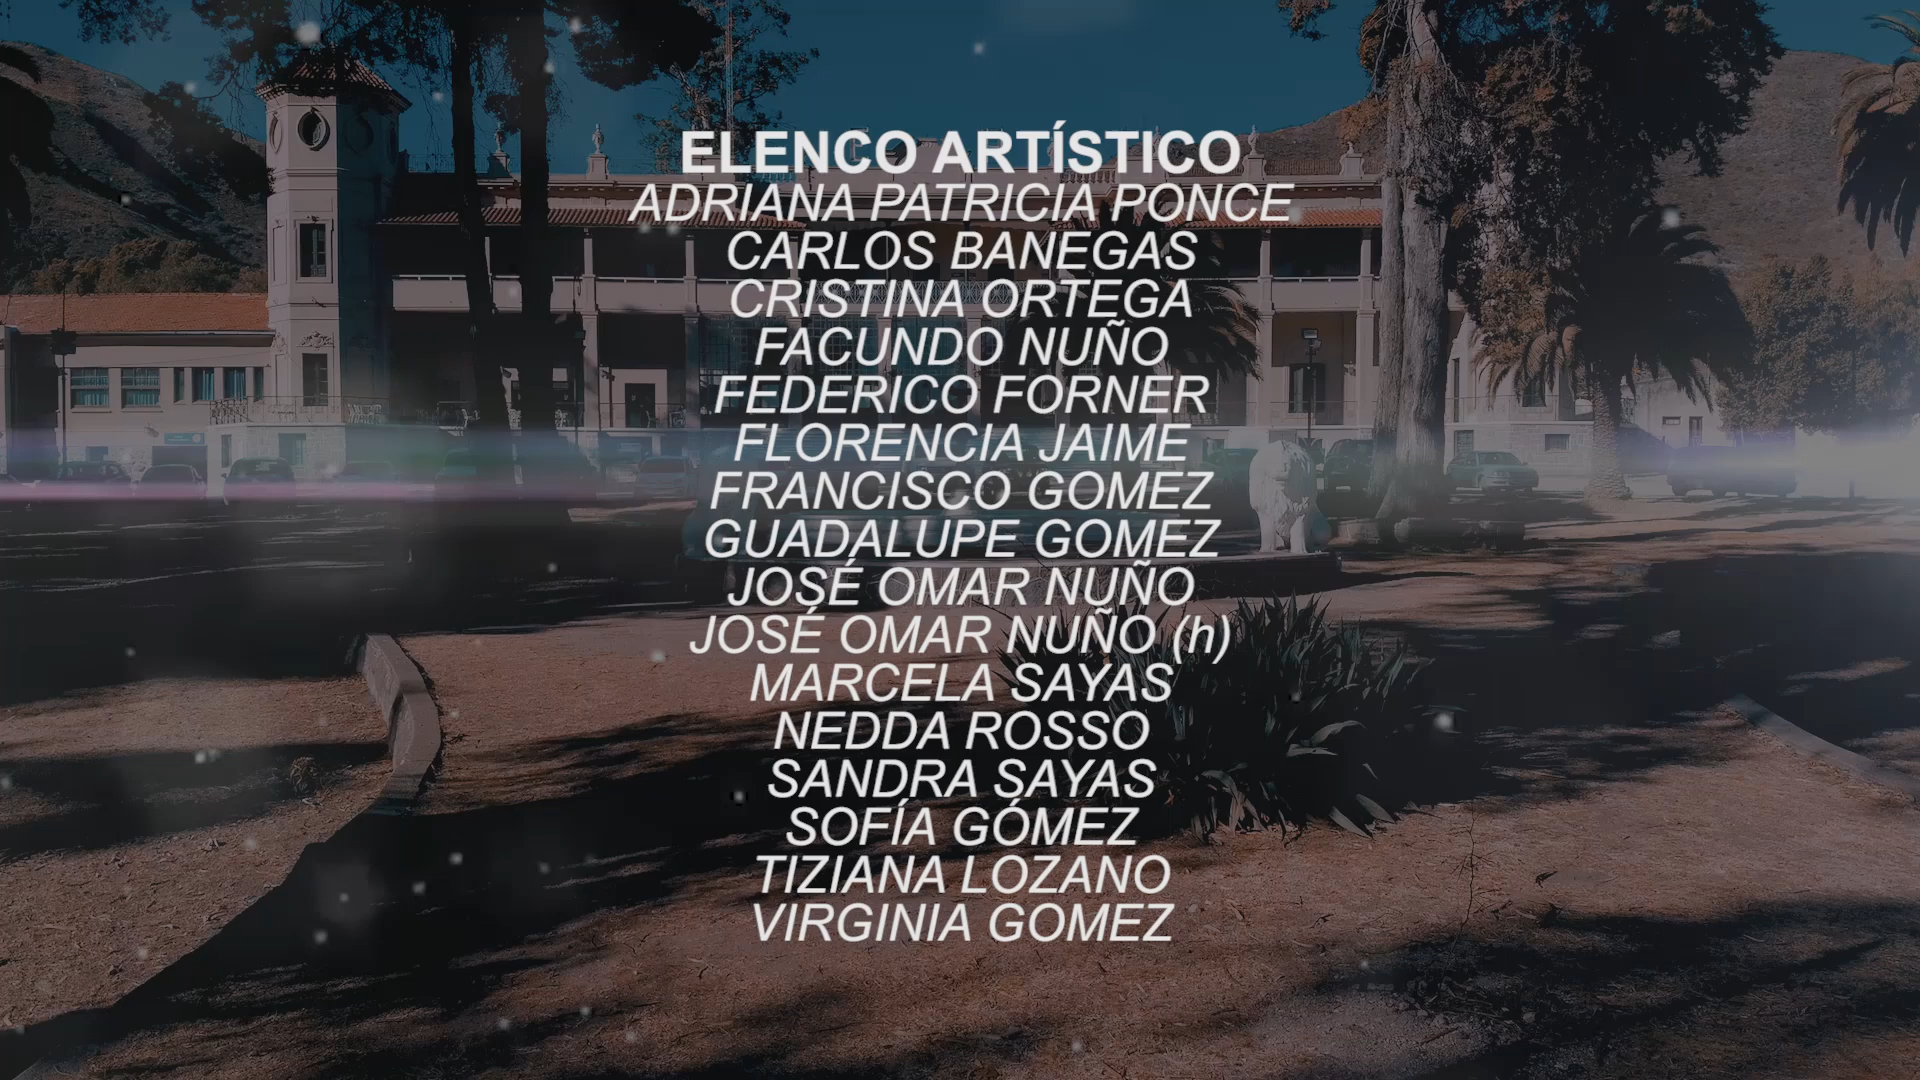 ELENCO ARTÍSTICO
ADRIANA PATRICIA PONCE
CARLOS BANEGAS
CRISTINA ORTEGA
FACUNDO NUÑO
FEDERICO FORNER
FLORENCIA JAIME
FRANCISCO GOMEZ
GUADALUPE GOMEZ
JOSÉ OMAR NUÑO
JOSÉ OMAR NUÑO (h)
MARCELA SAYAS
NEDDA ROSSO
SANDRA SAYAS
SOFÍA GÓMEZ
TIZIANA LOZANO
VIRGINIA GOMEZ